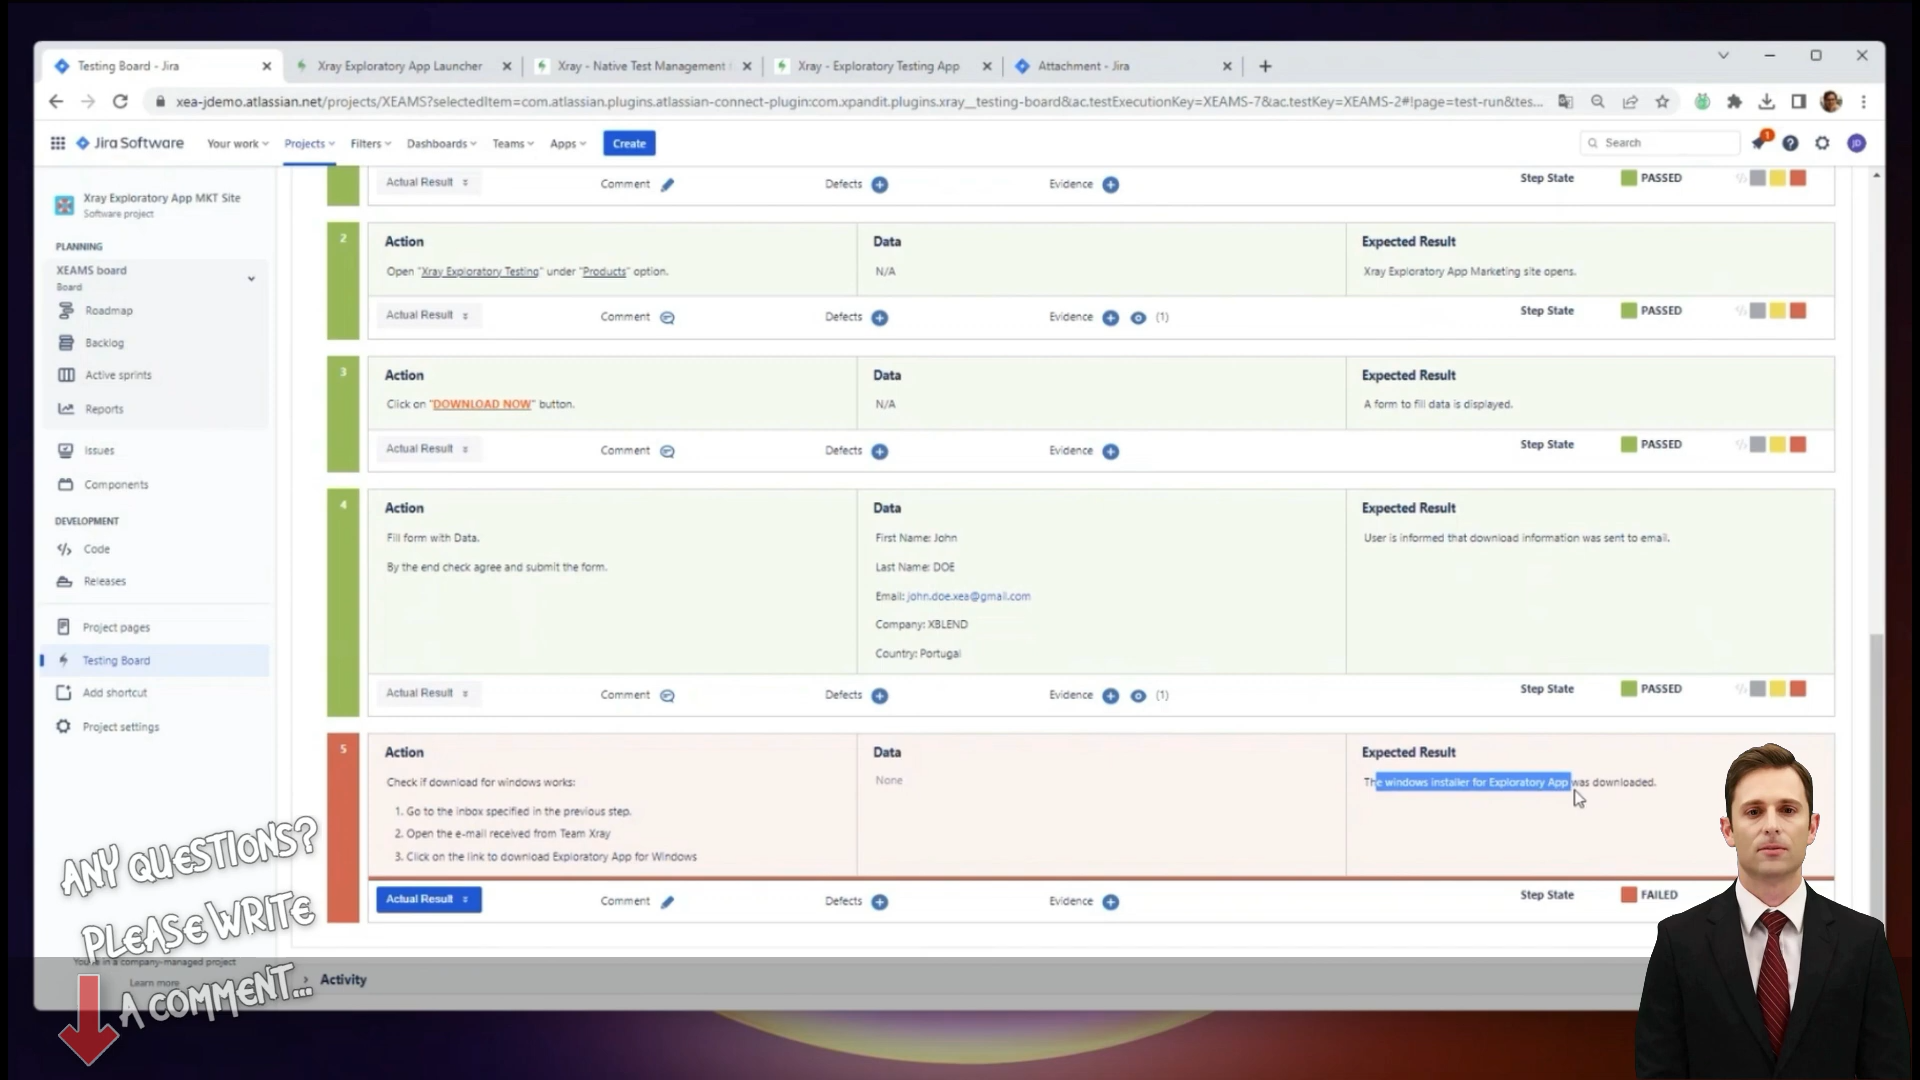 Testing Board - Jira
Xray Exploratory App Launcher
Xray - Native Test Management
Xray - Exploratory Testing App
Attachment - Jira
xea-jdemo.atlassian.net/projects/XEAMS?selectedItem=com.atlassian.plugins.atlassian-connect-plugin:com.xpandit.plugins.xray__testing-board&ac.testExecutionKey=XEAMS-7&ac.testKey=XEAMS-2#!page=test-run&tes...
Jira Software
Your work
Projects
Filters
Dashboards
Teams
Apps
Create
Search
1
JD
Xray Exploratory App MKT Site
Software project
PLANNING
XEAMS board
Board
Roadmap
Backlog
Active sprints
Reports
Issues
Components
DEVELOPMENT
Code
Releases
Project pages
Testing Board
Add shortcut
Project settings
You're in a company-managed project
Learn more
Actual Result
Comment
Defects
Evidence
Step State
PASSED
2
Action
Data
Expected Result
Open "Xray Exploratory Testing" under "Products" option.
N/A
Xray Exploratory App Marketing site opens.
Actual Result
Comment
Defects
Evidence
(1)
Step State
PASSED
3
Action
Data
Expected Result
Click on "DOWNLOAD NOW" button.
N/A
A form to fill data is displayed.
Actual Result
Comment
Defects
Evidence
Step State
PASSED
4
Action
Data
Expected Result
Fill form with Data.
By the end check agree and submit the form.
First Name: John
Last Name: DOE
Email: john.doe.xea@gmail.com
Company: XBLEND
Country: Portugal
User is informed that download information was sent to email.
Actual Result
Comment
Defects
Evidence
(1)
Step State
PASSED
5
Action
Data
Expected Result
Check if download for windows works:
1. Go to the inbox specified in the previous step.
2. Open the e-mail received from Team Xray
3. Click on the link to download Exploratory App for Windows
None
The windows installer for Exploratory App was downloaded.
Actual Result
Comment
Defects
Evidence
Step State
FAILED
Activity
ANY QUESTIONS?
PLEASE WRITE
A COMMENT...